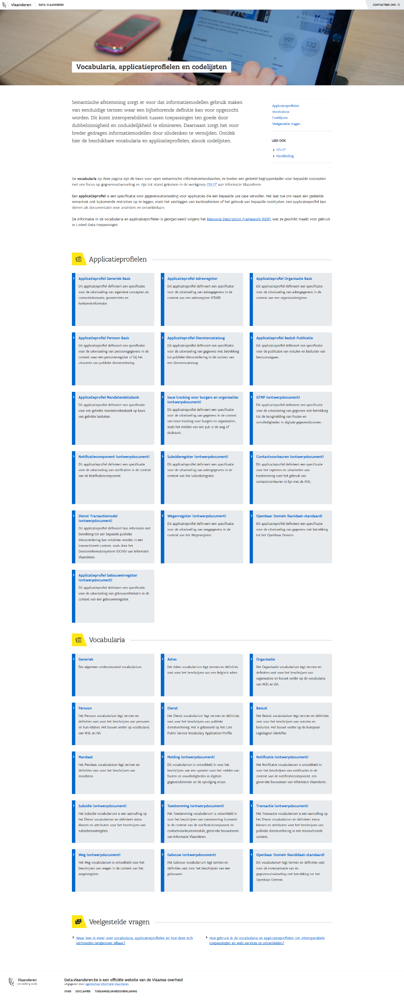 Vlaanderen
DATA VLAANDEREN
CONTACTEER ONS
Kust
Voertuigen
997
532
Vocabularia, applicatieprofielen en codelijsten
Semantische afstemming zorgt er voor dat informatiemodellen gebruik maken
van eenduidige termen waar een bijbehorende definitie kan voor opgezocht
worden. Dit komt interoperabiliteit tussen toepassingen ten goede door
dubbelzinnigheid en onduidelijkheid te elimineren. Daarnaast zorgt het voor
breder gedragen informatiemodellen door silodenken te vermijden. Ontdek
hier de beschikbare vocabularia en applicatieprofielen, alsook codelijsten.
Applicatieprofielen
Vocabularia
Codelijsten
Veelgestelde vragen
LEES OOK
OSLO²
Handleiding
De vocabularia op deze pagina zijn de basis voor open semantische informatiestandaarden, ze bieden een gedeeld begrippenkader voor bepaalde concepten
met een focus op gegevensuitwisseling en zijn tot stand gekomen in de werkgroep OSLO² van Informatie Vlaanderen.
Een applicatieprofiel is een specificatie voor gegevensuitwisseling voor applicaties die een bepaalde use case vervullen. Het laat toe om naast een gedeelde
semantiek ook bijkomende restricties op te leggen, zoals het vastleggen van kardinaliteiten of het gebruik van bepaalde codelijsten. Een applicatieprofiel kan
dienen als documentatie voor analisten en ontwikkelaars.
De informatie in de vocabularia en applicatieprofielen is georganiseerd volgens het Resource Description Framework (RDF), wat ze geschikt maakt voor gebruik
in Linked Data toepassingen.
Applicatieprofielen
Applicatieprofiel Generiek Basis
Dit applicatieprofiel definieert een specificatie
voor de uitwisseling van algemene concepten als
contactinformatie, geometrieën en
herkomstinformatie.
Applicatieprofiel Adresregister
Dit applicatieprofiel definieert een specificatie
voor de uitwisseling van adresgegevens in de
context van een adresregister (CRAB).
Applicatieprofiel Organisatie Basis
Dit applicatieprofiel definieert een specificatie
voor de uitwisseling van adresgegevens in de
context van een organisatieregister.
Applicatieprofiel Persoon Basis
Dit applicatieprofiel definieert een specificatie
voor de uitwisseling van persoonsgegevens in de
context vaan een personenregister of bij het
uitvoeren van publieke dienstverlening.
Applicatieprofiel Dienstencataloog
Dit applicatieprofiel definieert een specificatie
voor de uitwisseling van gegevens met betrekking
tot publieke dienstverlening in de context van
een dienstencataloog.
Applicatieprofiel Besluit Publicatie
Dit applicatieprofiel definieert een specificatie
voor de publicatie van notulen en besluiten van
bestuursorgaan.
Applicatieprofiel Mandatendatabank
Dit applicatieprofiel definieert een specificatie
voor een gelinkte mandatendatabank op basis
van gelinkte besluiten.
Issue tracking voor burgers en organisaties
(ontwerpdocument)
Dit applicatieprofiel definieert een specificatie
voor de uitwisseling van gegevens in de context
van issue tracking voor burgers en organisaties,
zoals het melden van een put in de weg of
sluikstort.
GTMF (ontwerpdocument)
Dit applicatieprofiel definieert een specificatie
voor de uitwisseling van gegevens met betrekking
tot de terugmelding van fouten en
onvolledigheden in digitale gegevensbronnen.
Notificatiecomponent (ontwerpdocument)
Dit applicatieprofiel definieert een specificatie
voor de uitwisseling van notificaties in de context
van de Notificatiecomponent.
Subsidieregister (ontwerpdocument)
Dit applicatieprofiel definieert een specificatie
voor de uitwisseling van adresgegevens in de
context van het Subsidieregister.
Contactvoorkeuren (ontwerpdocument)
Dit applicatieprofiel definieert een specificatie
voor het capteren en uitwisselen van
toestemming voor het gebruik van
contactvoorkeuren in lijn met de AVG.
Dienst Transactiemodel
(ontwerpdocument)
Dit applicatieprofiel definieert hoe informatie met
betrekking tot een bepaalde publieke
dienstverlening kan ontsloten worden in een
transactionele context, zoals door het
Dossierinformatiesysteem (DOSIS) van Informatie
Vlaanderen.
Wegenregister (ontwerpdocument)
Dit applicatieprofiel definieert een specificatie
voor de uitwisseling van weggegevens in de
context van het Wegenregister.
Openbaar Domein (kanidaat-standaard)
Dit applicatieprofiel definieert een specificatie
voor de uitwisseling van gegevens met betrekking
tot het Openbaar Domein.
Applicatieprofiel Gebouwenregister
(ontwerpdocument)
Dit applicatieprofiel definieert een specificatie
voor de uitwisseling van gebouwinformatie in de
context van een gebouwenregister.
Vocabularia
Generiek
Een algemeen ondersteunend vocabularium.
Adres
Het Adres vocabularium legt termen en definities
vast voor het beschrijven van een Belgisch adres.
Organisatie
Het Organisatie vocabularium legt termen en
definities vast voor het beschrijven van
organisaties en bouwt verder op de vocabularia
van W3C en ISA.
Persoon
Het Persoon vocabularium legt termen en
definities vast voor het beschrijven van personen
en hun relaties. Het bouwt verder op vocabularia
van W3C en ISA.
Dienst
Het Dienst vocabularium legt termen en definities
vast voor het beschrijven van publieke
dienstverlening. Het is gebaseerd op het Core
Public Service Vocabulary Application Profile.
Besluit
Het Besluit vocabularium legt termen en definities
vast voor het beschrijven van notulen en
besluiten. Het bouwt verder op de European
Legislagion Identifier.
Mandaat
Het Mandaat vocabularium legt termen en
definities vast voor het beschrijven van
mandaten.
Melding (ontwerpdocument)
Dit vocabularium is ontwikkeld in voor het
beschrijven van een systeem voor het melden van
fouten en onvolledigheden in digitale
gegevensbronnen en de opvolging ervan.
Notificatie (ontwerpdocument)
Het Notificatie vocabularium is ontwikkeld in
voor het beschrijven van notificaties in de
context van de notificatiecomponent, een
generieke bouwsteen van Informatie Vlaanderen.
Subsidie (ontwerpdocument)
Het Subsidie vocabularium is een aanvulling op
het Dienst vocabularium en definieert extra
klassen en attributen voor het beschrijven van
subsidiemaatregelen.
Toestemming (ontwerpdocument)
Het Toestemming vocabularium is ontwikkeld in
voor het beschrijven van toestemming (consent)
in de context van de notificatiecomponent en
contactvoorkeurenmodule, generieke bouwstenen
van Informatie Vlaanderen.
Transactie (ontwerpdocument)
Het Transactie vocabularium is een aanvulling op
het Dienst vocabularium en definieert extra
klassen en attributen voor het beschrijven van
publieke dienstverlening in een transactionele
context.
Weg (ontwerpdocument)
Het Weg vocabularium is ontwikkeld voor het
beschrijven van wegen in de context van het
wegenregister.
Gebouw (ontwerpdocument)
Het Gebouw vocabularium legt termen en
definities vast voor het beschrijven van een
gebouwen.
Openbaar Domein (kandidaat-standaard)
Dit vocabularium legt termen en definities vast
voor de inventarisatie van en
gegevensuitwisseling met betrekking tot het
Openbaar Domein.
Veelgestelde vragen
Waar lees ik meer over vocabularia, applicatieprofielen en hoe deze zich
verhouden tengenover elkaar?
Hoe gebruik ik de vocabularia en applicatieprofielen om interoperabele
toepassingen en web services te ontwikkelen?
Vlaanderen
verbeelding werkt
Data.vlaanderen.be is een officiële website van de Vlaamse overheid
uitgegeven door Agentschap Informatie Vlaanderen
OVER
DISCLAIMER
TOEGANKELIJKHEIDSVERKLARING